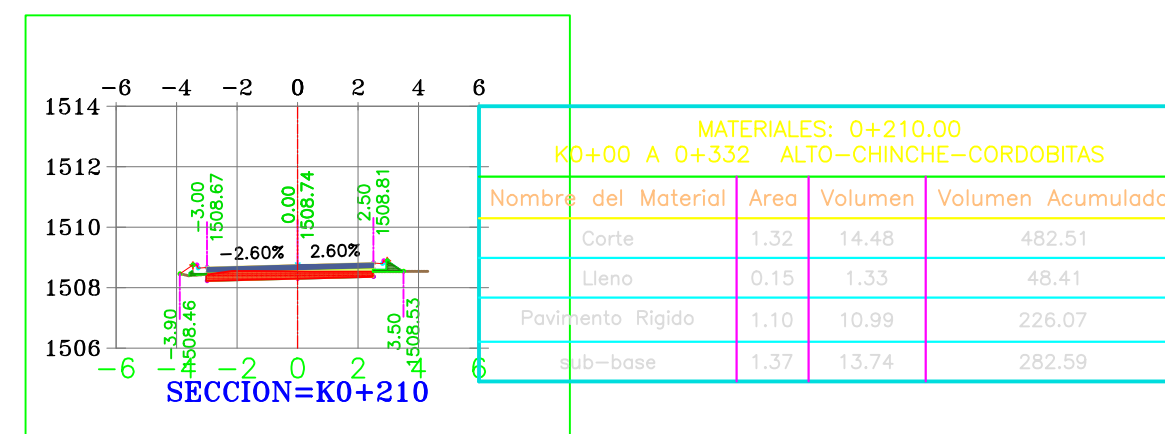 −6 −4 −2 0 2 4 6
1514
1512
1510
1508
1506
−3.00
1508.67
0.00
1508.74
2.50
1508.81
−2.60% 2.60%
−3.90
1508.46
3.50
1508.53
−6 −4 −2 0 2 4 6
SECCION=K0+210
MATERIALES: 0+210.00
K0+00 A 0+332 ALTO−CHINCHE−CORDOBITAS
Nombre del Material Area Volumen Volumen Acumulado
Corte 1.32 14.48 482.51
Lleno 0.15 1.33 48.41
Pavimento Rigido 1.10 10.99 226.07
sub−base 1.37 13.74 282.59